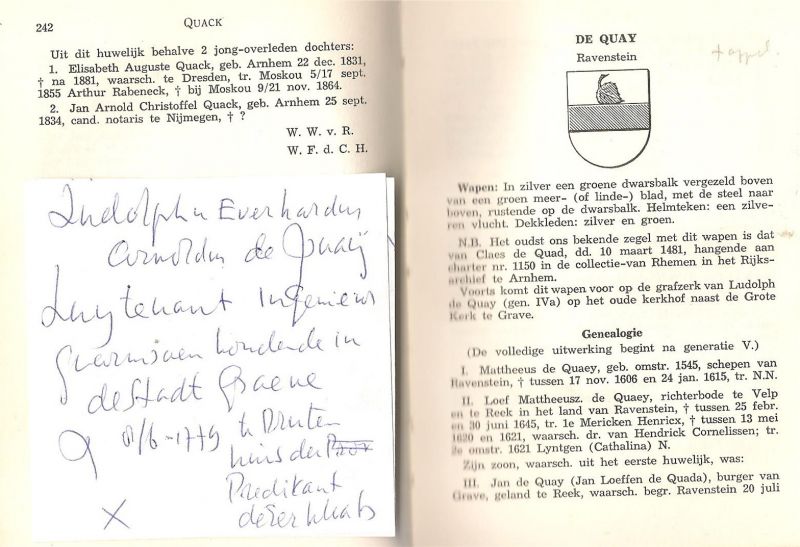 242
QUACK
Uit dit huwelijk behalve 2 jong-overleden dochters:
1. Elisabeth Auguste Quack, geb. Arnhem 22 dec. 1831,
† na 1881, waarsch. te Dresden, tr. Moskou 5/17 sept.
1855 Arthur Rabeneck, † bij Moskou 9/21 nov. 1864.
2. Jan Arnold Christoffel Quack, geb. Arnhem 25 sept.
1834, cand. notaris te Nijmegen, † ?
W. W. v. R.
W. F. d. C. H.
Ludolphu Everhardus
Arnoldus de Quaÿ
Luytenant Ingenieur
guarnisoen houdende in
de Stadt Graeve
8/6-1779 te Druten
huis der
Predikant
deser plaats
X
DE QUAY
Ravenstein
Wapen: In zilver een groene dwarsbalk vergezeld boven
van een groen meer- (of linde-) blad, met de steel naar
boven, rustende op de dwarsbalk. Helmteken: een zilve-
ren vlucht. Dekkleden: zilver en groen.
N.B. Het oudst ons bekende zegel met dit wapen is dat
van Claes de Quad, dd. 10 maart 1481, hangende aan
charter nr. 1150 in de collectie-van Rhemen in het Rijks-
archief te Arnhem.
Voorts komt dit wapen voor op de grafzerk van Ludolph
de Quay (gen. IVa) op het oude kerkhof naast de Grote
Kerk te Grave.
Genealogie
(De volledige uitwerking begint na generatie V.)
I. Mattheeus de Quaey, geb. omstr. 1545, schepen van
Ravenstein, † tussen 17 nov. 1606 en 24 jan. 1615, tr. N.N.
II. Loef Mattheeusz. de Quaey, richterbode te Velp
en te Reek in het land van Ravenstein, † tussen 25 febr.
en 30 juni 1645, tr. 1e Mericken Henricx, † tussen 13 mei
1620 en 1621, waarsch. dr. van Hendrick Cornelissen; tr.
2e omstr. 1621 Lyntgen (Cathalina) N.
Zijn zoon, waarsch. uit het eerste huwelijk, was:
III. Jan de Quay (Jan Loeffen de Quada), burger van
Grave, geland te Reek, waarsch. begr. Ravenstein 20 juli